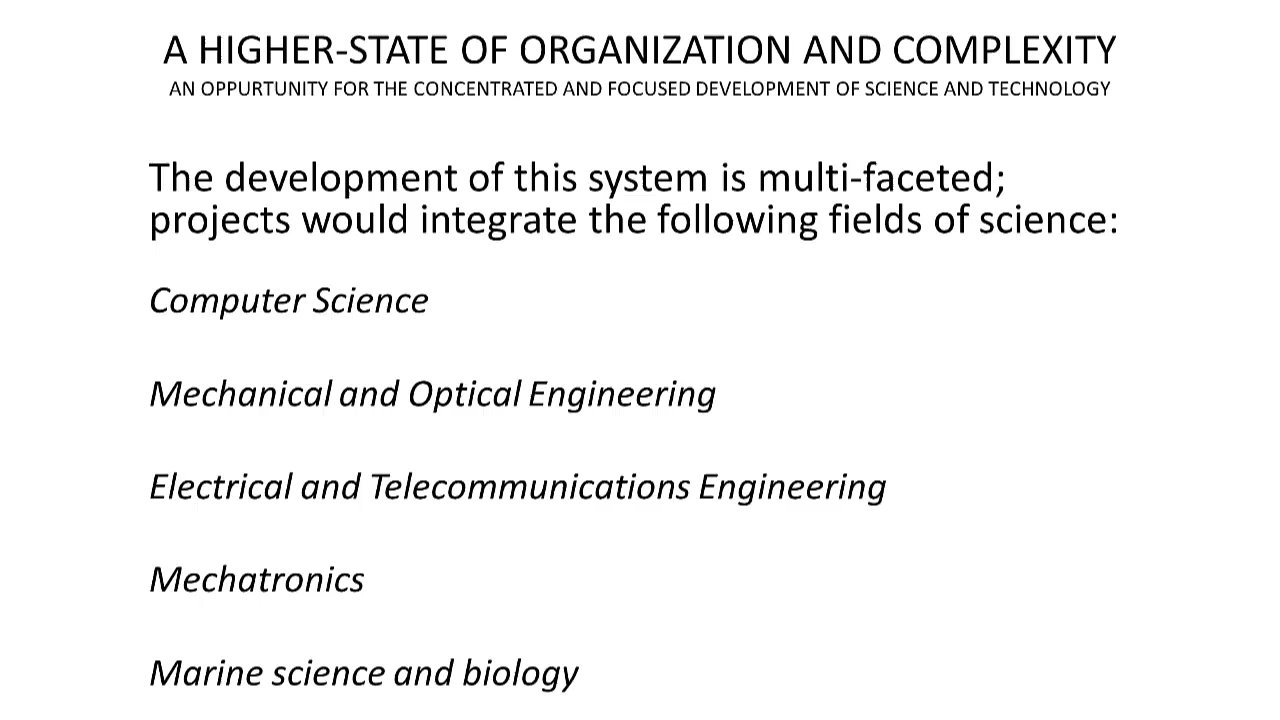 A HIGHER-STATE OF ORGANIZATION AND COMPLEXITY
AN OPPURTUNITY FOR THE CONCENTRATED AND FOCUSED DEVELOPMENT OF SCIENCE AND TECHNOLOGY
The development of this system is multi-faceted;
projects would integrate the following fields of science:
Computer Science
Mechanical and Optical Engineering
Electrical and Telecommunications Engineering
Mechatronics
Marine science and biology